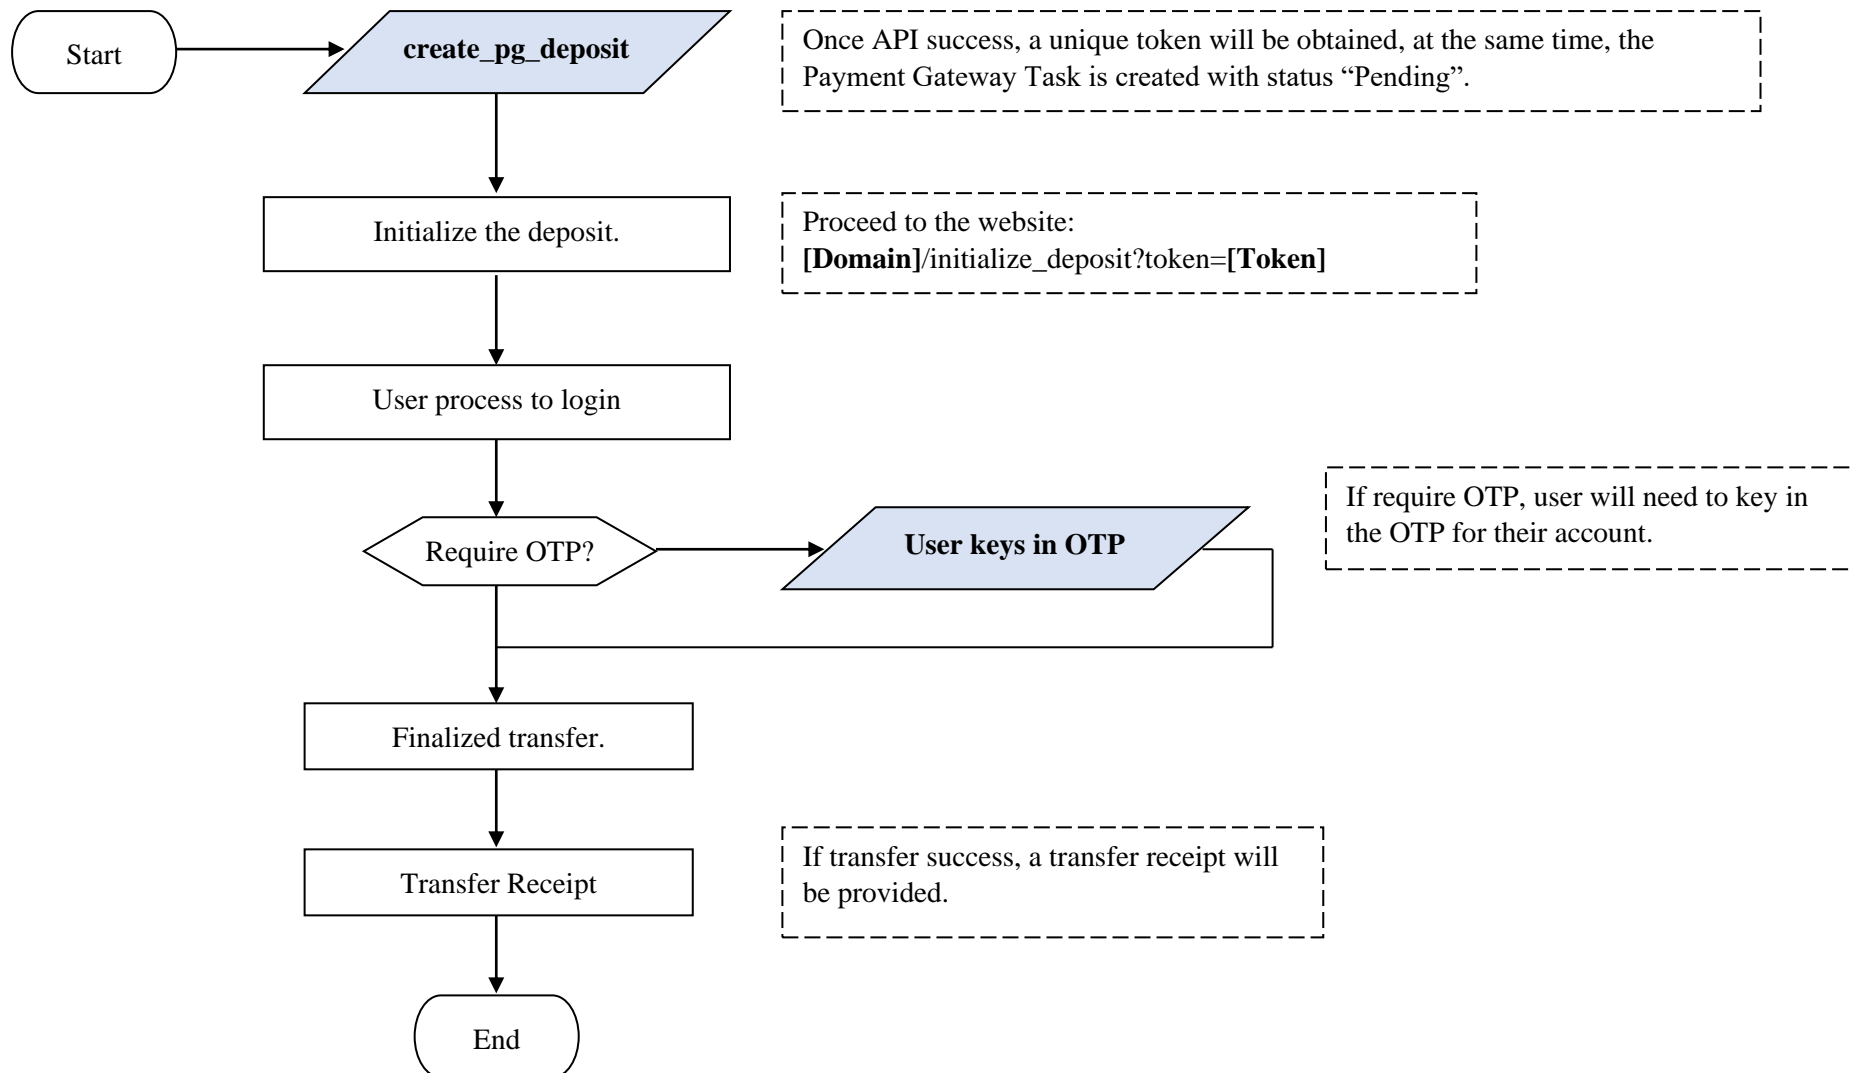 Start
create_pg_deposit
Once API success, a unique token will be obtained, at the same time, the
Payment Gateway Task is created with status “Pending”.
Initialize the deposit.
Proceed to the website:
[Domain]/initialize_deposit?token=[Token]
User process to login
Require OTP?
User keys in OTP
If require OTP, user will need to key in
the OTP for their account.
Finalized transfer.
Transfer Receipt
If transfer success, a transfer receipt will
be provided.
End